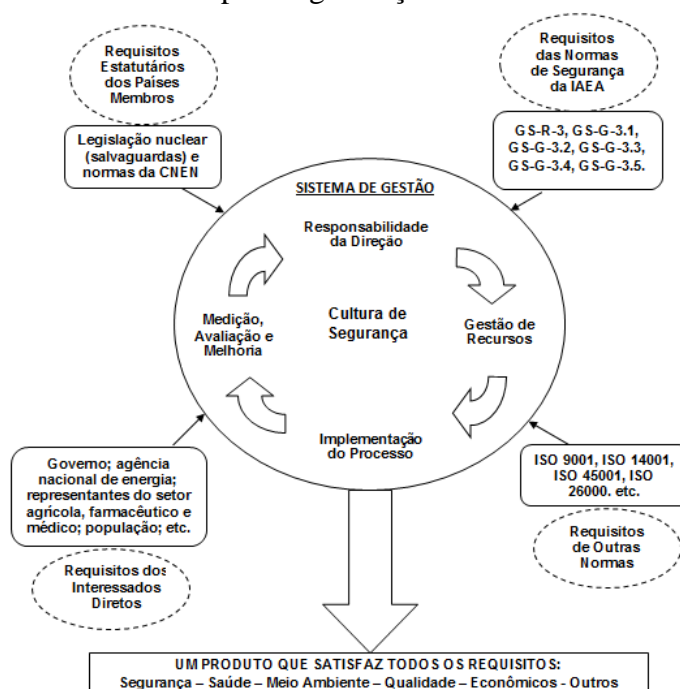 Requisitos
Estatutários
dos Países
Membros
Legislação nuclear
(salvaguardas) e
normas da CNEN
Requisitos
das Normas
de Segurança
da IAEA
GS-R-3, GS-G-3.1,
GS-G-3.2, GS-G-3.3,
GS-G-3.4, GS-G-3.5.
SISTEMA DE GESTÃO
Responsabilidade
da Direção
Medição,
Avaliação e
Melhoria
Cultura de
Segurança
Gestão de
Recursos
Implementação
do Processo
Governo; agência
nacional de energia;
representantes do setor
agrícola, farmacêutico e
médico; população; etc.
Requisitos dos
Interessados
Diretos
ISO 9001, ISO 14001,
ISO 45001, ISO
26000. etc.
Requisitos
de Outras
Normas
UM PRODUTO QUE SATISFAZ TODOS OS REQUISITOS:
Segurança – Saúde – Meio Ambiente – Qualidade – Econômicos - Outros